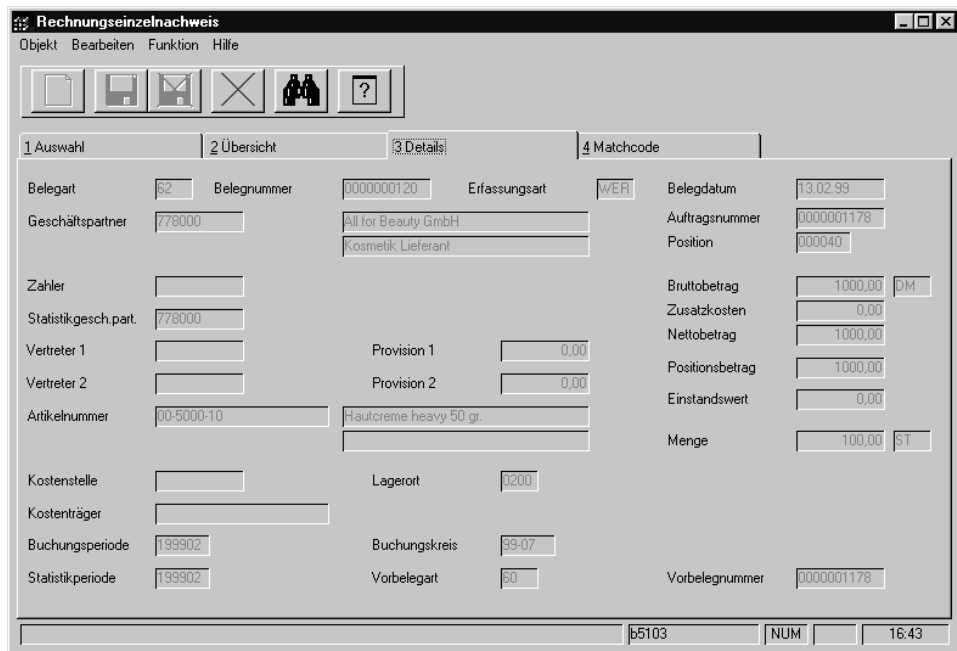 Rechnungseinzelnachweis
Objekt Bearbeiten Funktion Hilfe
?
1 Auswahl 2 Übersicht 3 Details 4 Matchcode
Belegart 62 Belegnummer 0000000120 Erfassungsart WER Belegdatum 13.02.99
Geschäftspartner 778000 All for Beauty GmbH Auftragsnummer 0000001178
Kosmetik Lieferant Position 000040
Zahler Bruttobetrag 1000,00 DM
Statistikgesch.part. 778000 Zusatzkosten 0,00
Nettobetrag 1000,00
Vertreter 1 Provision 1 0,00
Positionsbetrag 1000,00
Vertreter 2 Provision 2 0,00
Einstandswert 0,00
Artikelnummer 00-5000-10 Hautcreme heavy 50 gr.
Menge 100,00 ST
Kostenstelle Lagerort 0200
Kostenträger
Buchungsperiode 199902 Buchungskreis 99-07
Statistikperiode 199902 Vorbelegart 60 Vorbelegnummer 0000001178
b5103 NUM 16:43